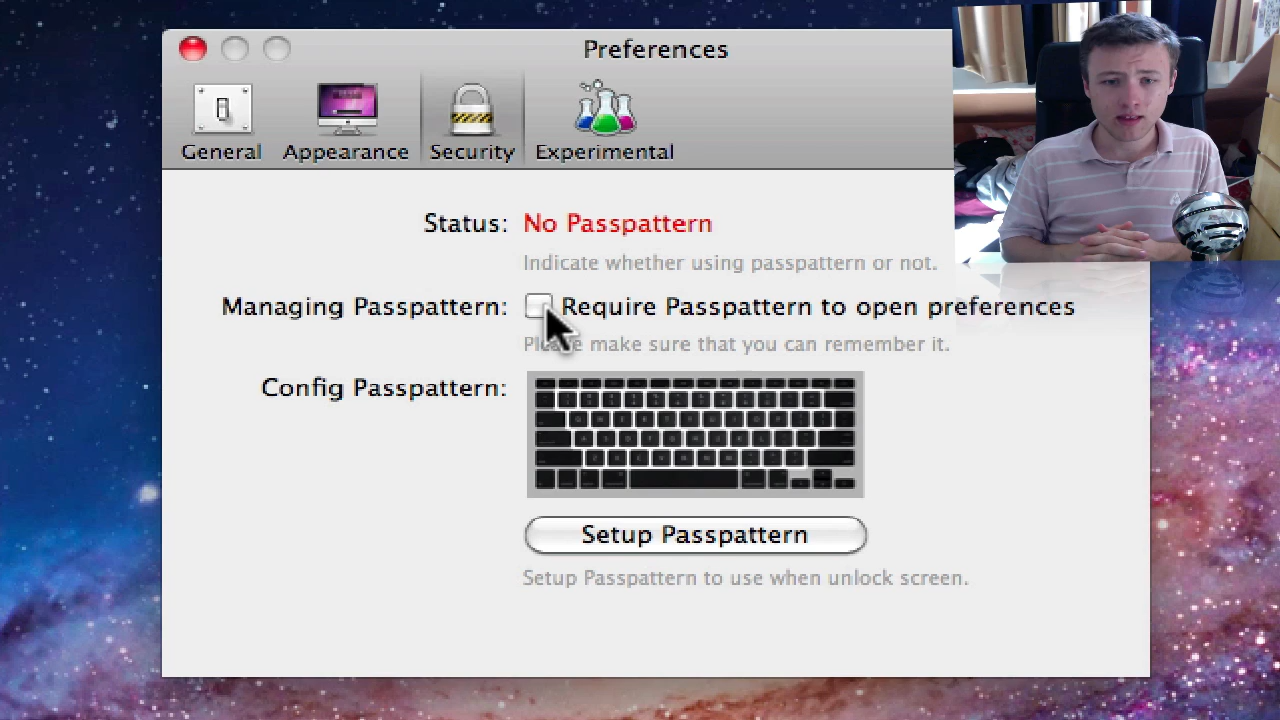 Preferences
General Appearance Security Experimental
Status: No Passpattern
Indicate whether using passpattern or not.
Managing Passpattern: Require Passpattern to open preferences
make sure that you can remember it.
Config Passpattern:
Setup Passpattern
Setup Passpattern to use when unlock screen.